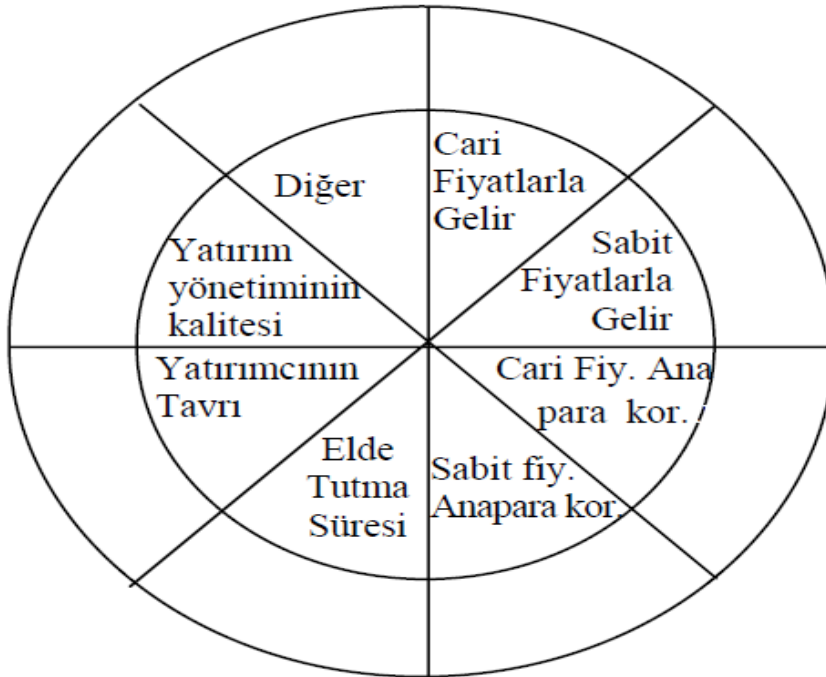 Cari
Fiyatlarla
Gelir
Sabit
Fiyatlarla
Gelir
Cari Fiy. Ana
para kor.
Sabit fiy.
Anapara kor.
Elde
Tutma
Süresi
Yatırımcının
Tavrı
Yatırım
yönetiminin
kalitesi
Diğer